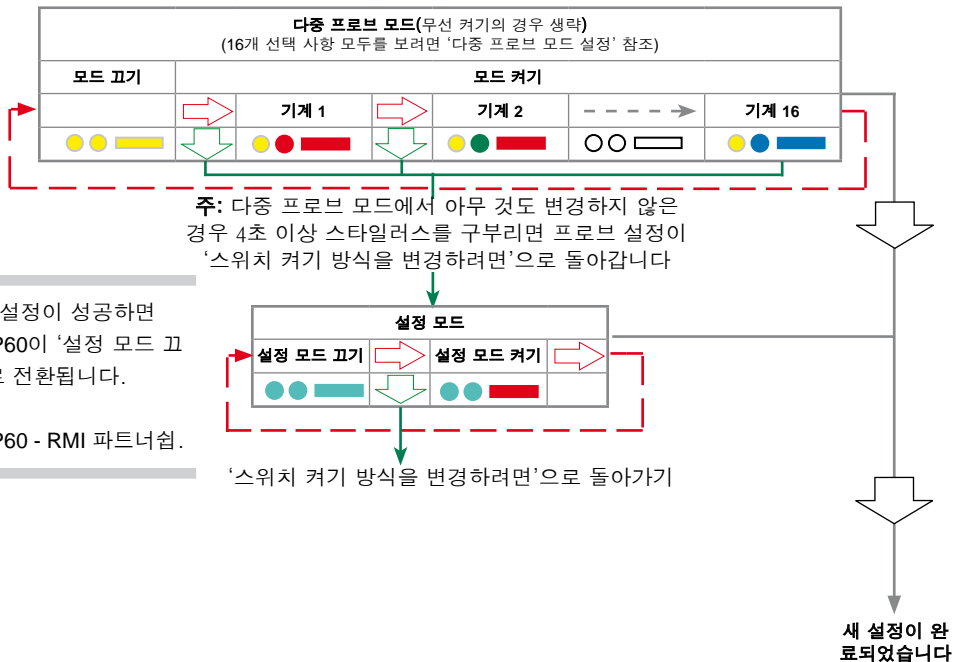 다중 프로브 모드(무선 켜기의 경우 생략)
(16개 선택 사항 모두를 보려면 ‘다중 프로브 모드 설정’ 참조)
모드 끄기
모드 켜기
기계 1
기계 2
기계 16
주: 다중 프로브 모드에서 아무 것도 변경하지 않은
경우 4초 이상 스타일러스를 구부리면 프로브 설정이
‘스위치 켜기 방식을 변경하려면’으로 돌아갑니다
설정이 성공하면
P60이 ‘설정 모드 끄
로 전환됩니다.
P60 - RMI 파트너쉽.
설정 모드
설정 모드 끄기
설정 모드 켜기
‘스위치 켜기 방식을 변경하려면’으로 돌아가기
새 설정이 완
료되었습니다